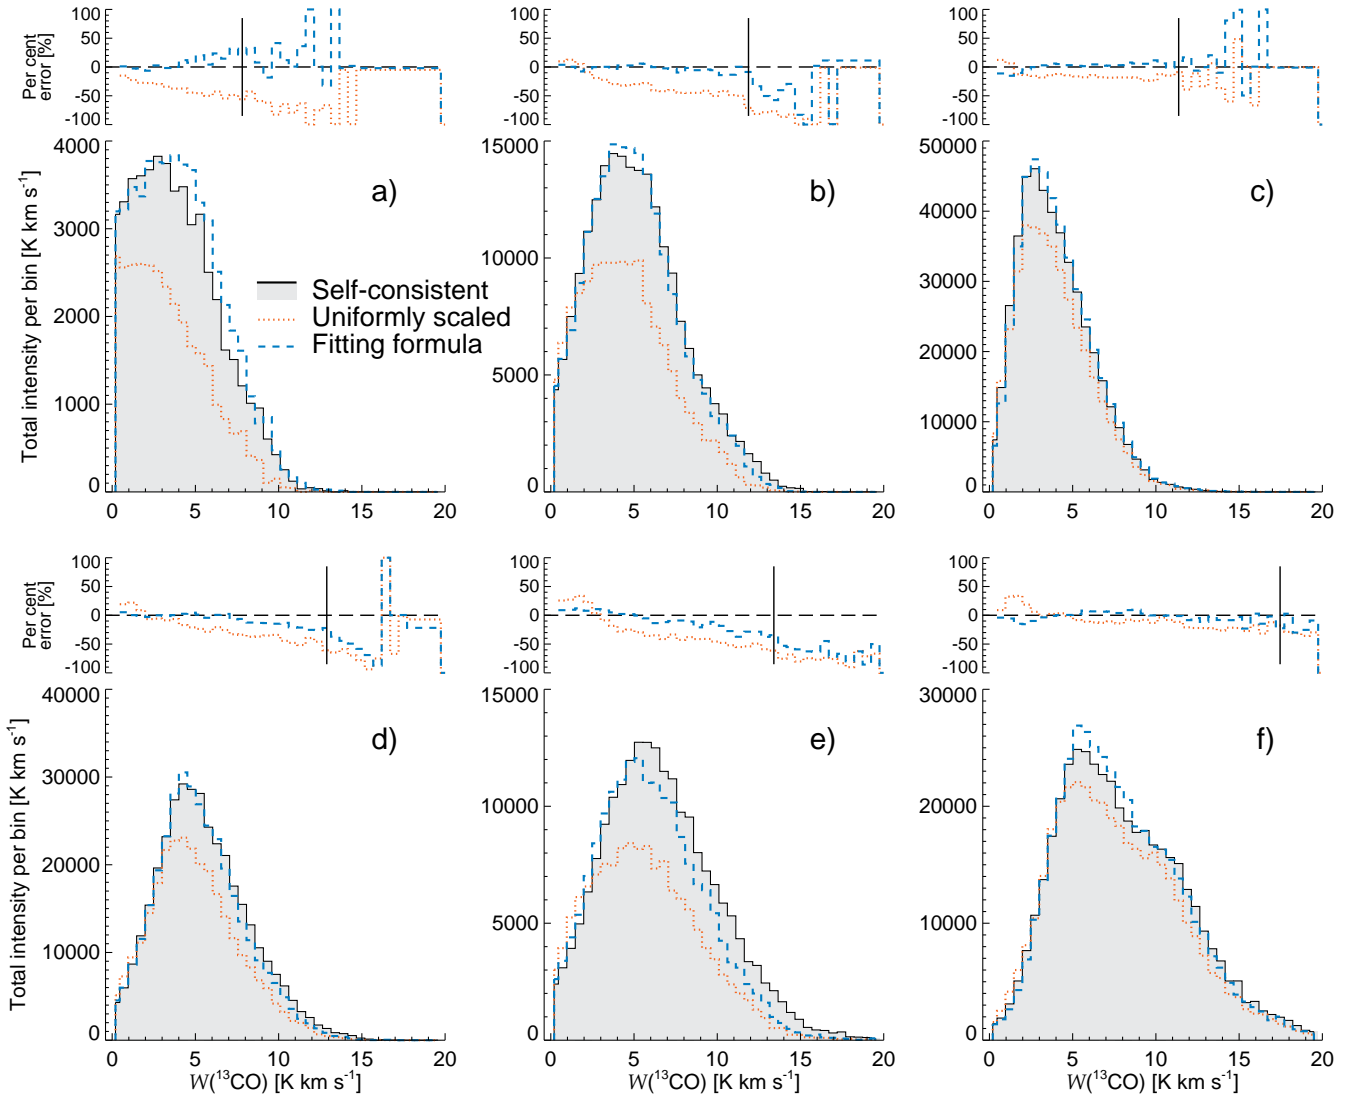 Per cent
error [%]
100
50
0
-50
-100
100
50
0
-50
-100
100
50
0
-50
-100
Total intensity per bin [K km s⁻¹]
4000
3000
2000
1000
0
a)
Self-consistent
Uniformly scaled
Fitting formula
0 5 10 15 20
15000
10000
5000
0
b)
0 5 10 15 20
50000
40000
30000
20000
10000
0
c)
0 5 10 15 20
Per cent
error [%]
100
50
0
-50
-100
100
50
0
-50
-100
100
50
0
-50
-100
Total intensity per bin [K km s⁻¹]
40000
30000
20000
10000
0
d)
0 5 10 15 20
W(¹³CO) [K km s⁻¹]
15000
10000
5000
0
e)
0 5 10 15 20
W(¹³CO) [K km s⁻¹]
30000
20000
10000
0
f)
0 5 10 15 20
W(¹³CO) [K km s⁻¹]